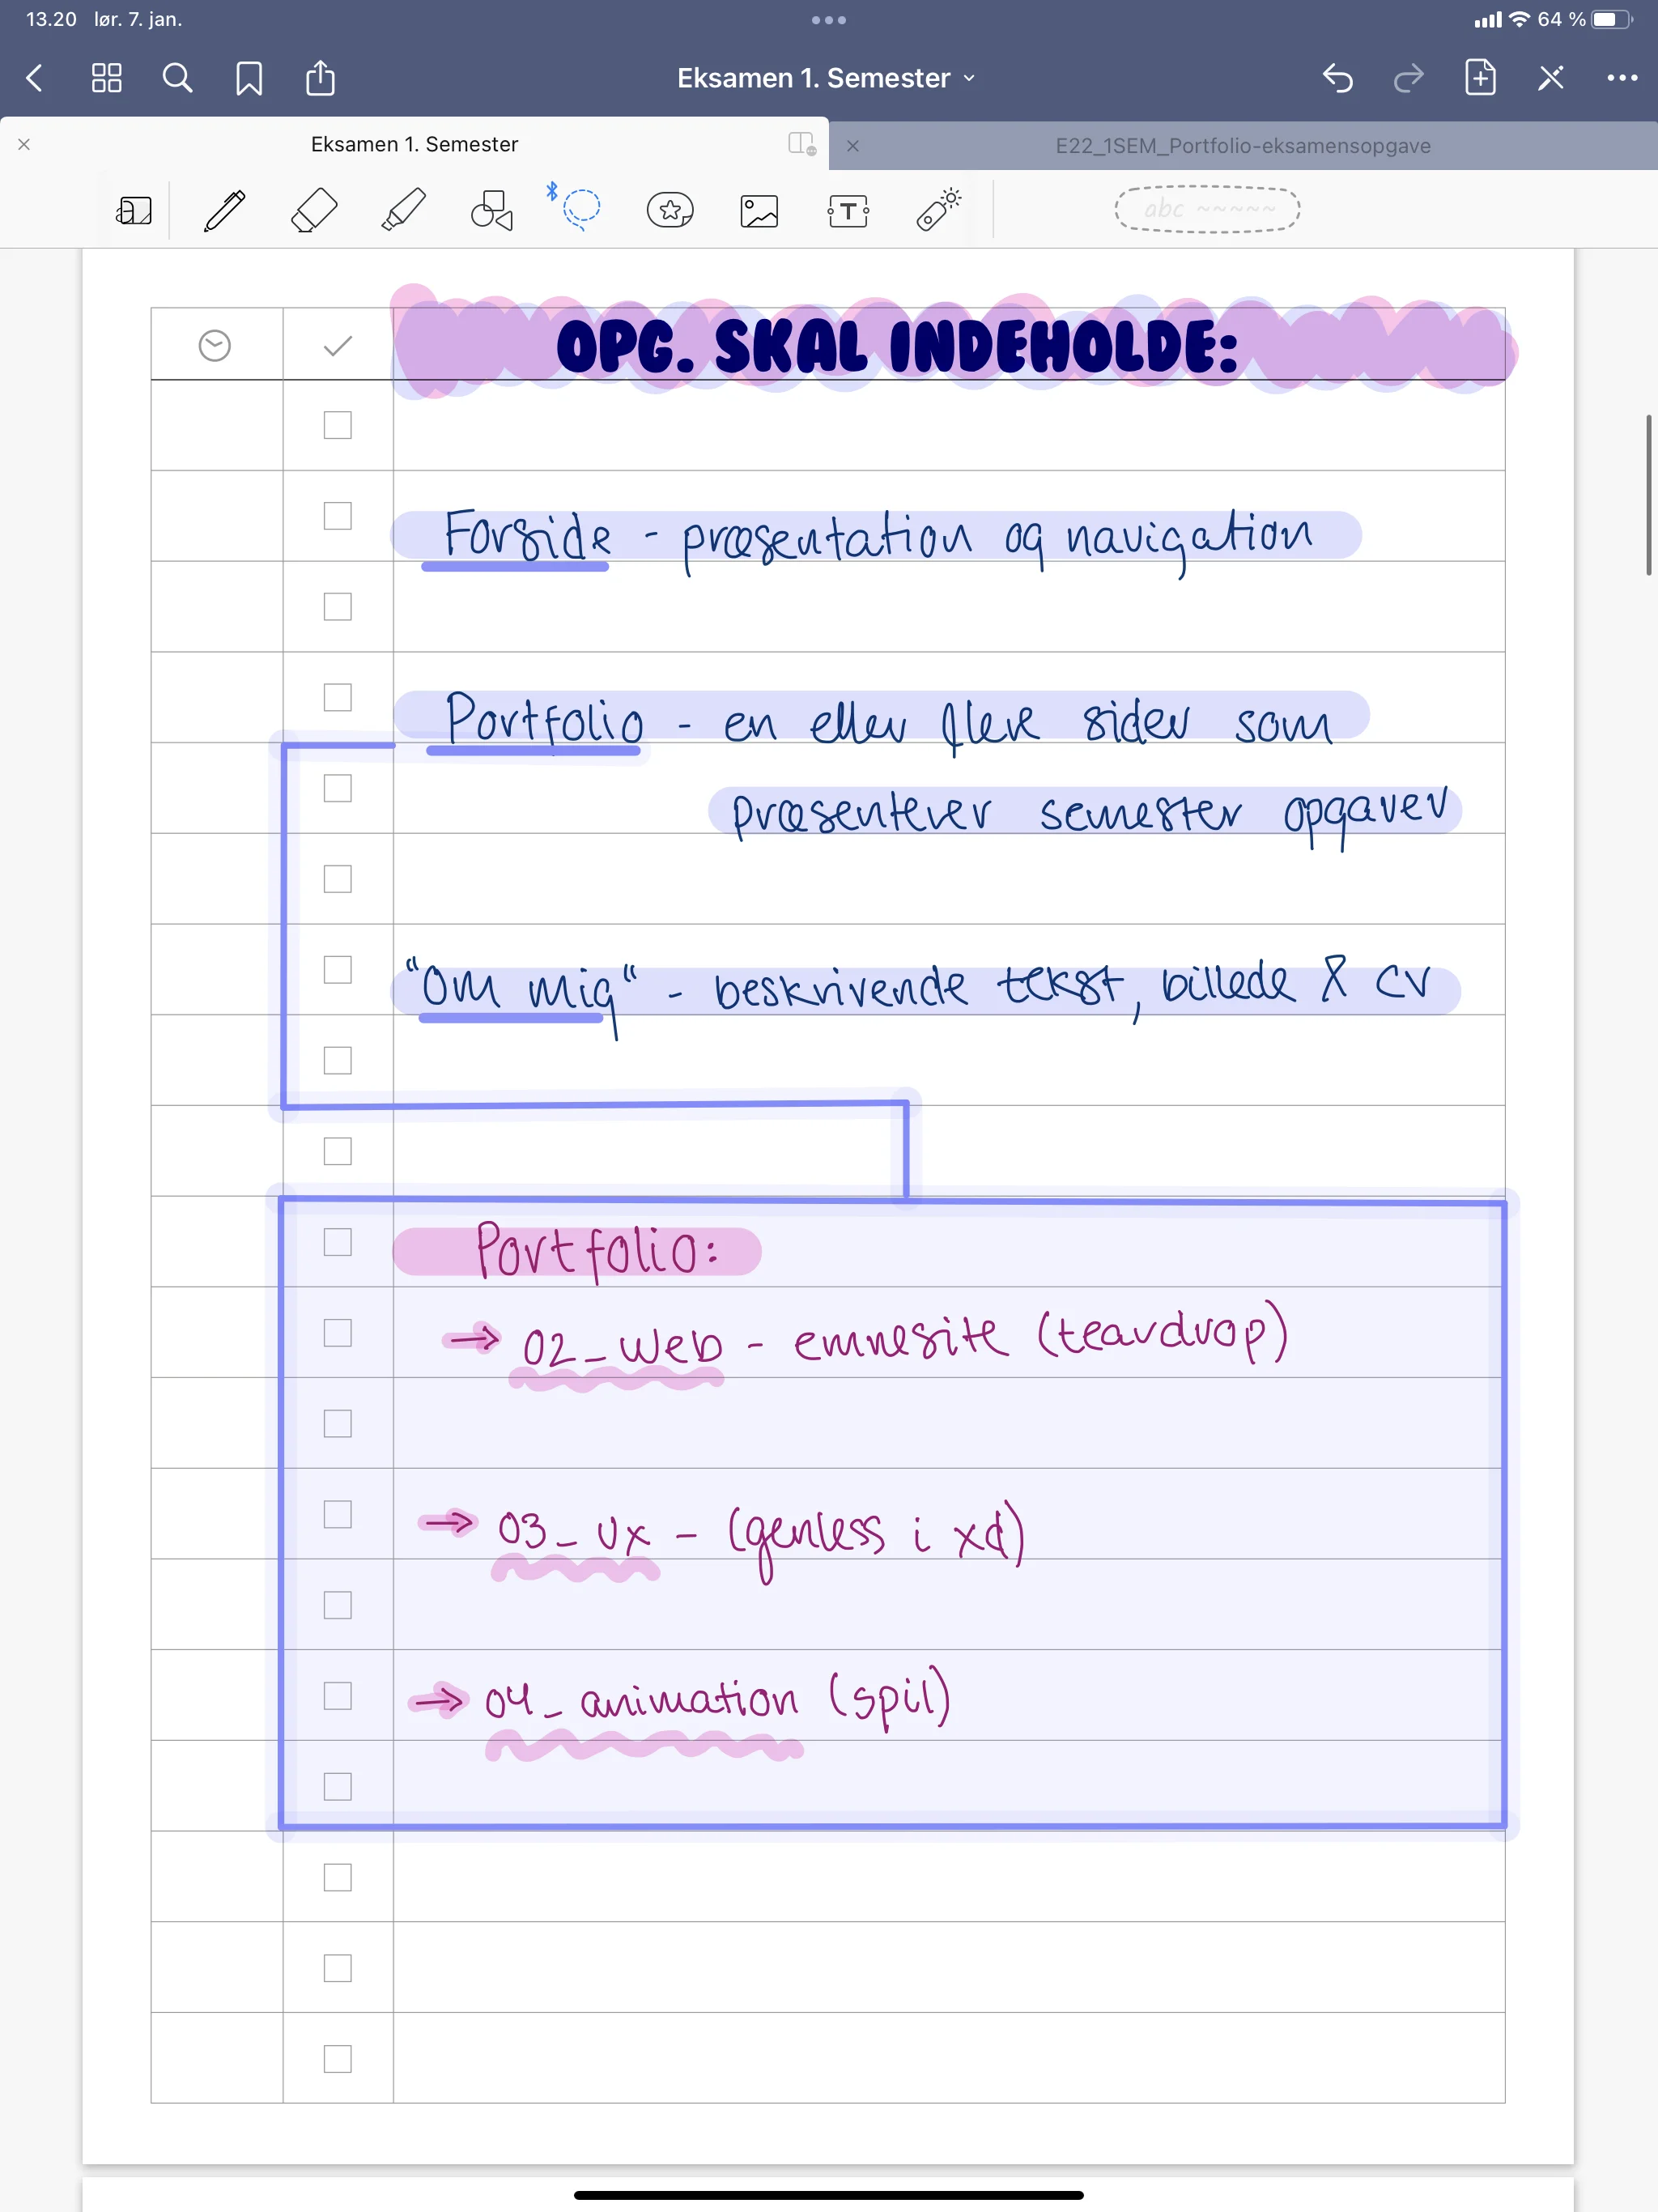 13.20 lør. 7. jan.
64 %
Eksamen 1. Semester
Eksamen 1. Semester
E22_1SEM_Portfolio-eksamensopgave
T
abc
OPG. SKAL INDEHOLDE:
Forside - præsentation og navigation
Portfolio - en eller flere sider som
præsenterer semester opgaver
"Om mig" - beskrivende tekst, billede & CV
Portfolio:
→ 02_web - emnesite (teardrop)
→ 03_UX - (genless i xd)
→ 04_animation (spil)